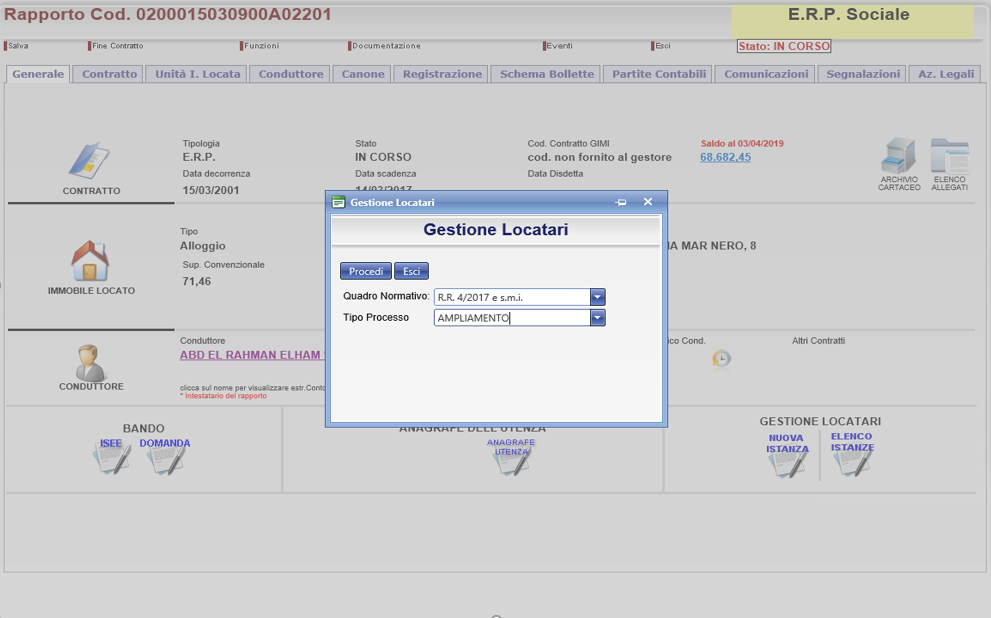 Rapporto Cod. 0200015030900A02201
E.R.P. Sociale
Salva Fine Contratto Funzioni Documentazione Eventi Esci Stato: IN CORSO
Generale Contratto Unità I. Locata Conduttore Canone Registrazione Schema Bollette Partite Contabili Comunicazioni Segnalazioni Az. Legali
Tipologia Stato Cod. Contratto GIMI Saldo al 03/04/2019
E.R.P. IN CORSO cod. non fornito al gestore 68.682,45
Data decorrenza Data scadenza Data Disdetta
15/03/2001 14/03/2017
CONTRATTO
ARCHIVIO CARTACEO
ELENCO ALLEGATI
Gestione Locatari
Gestione Locatari
Procedi Esci
Quadro Normativo: R.R. 4/2017 e s.m.i.
Tipo Processo AMPLIAMENTO
Tipo
Alloggio
MAR NERO, 8
Sup. Convenzionale
71,46
IMMOBILE LOCATO
Conduttore
ABD EL RAHMAN ELHAM
Cond.
Altri Contratti
CONDUTTORE
clicca sul nome per visualizzare estr.Conto
* Intestatario del rapporto
BANDO
ISEE DOMANDA
ANAGRAFE DELL'UTENZA
ANAGRAFE
UTENZA
GESTIONE LOCATARI
NUOVA
ISTANZA
ELENCO
ISTANZE